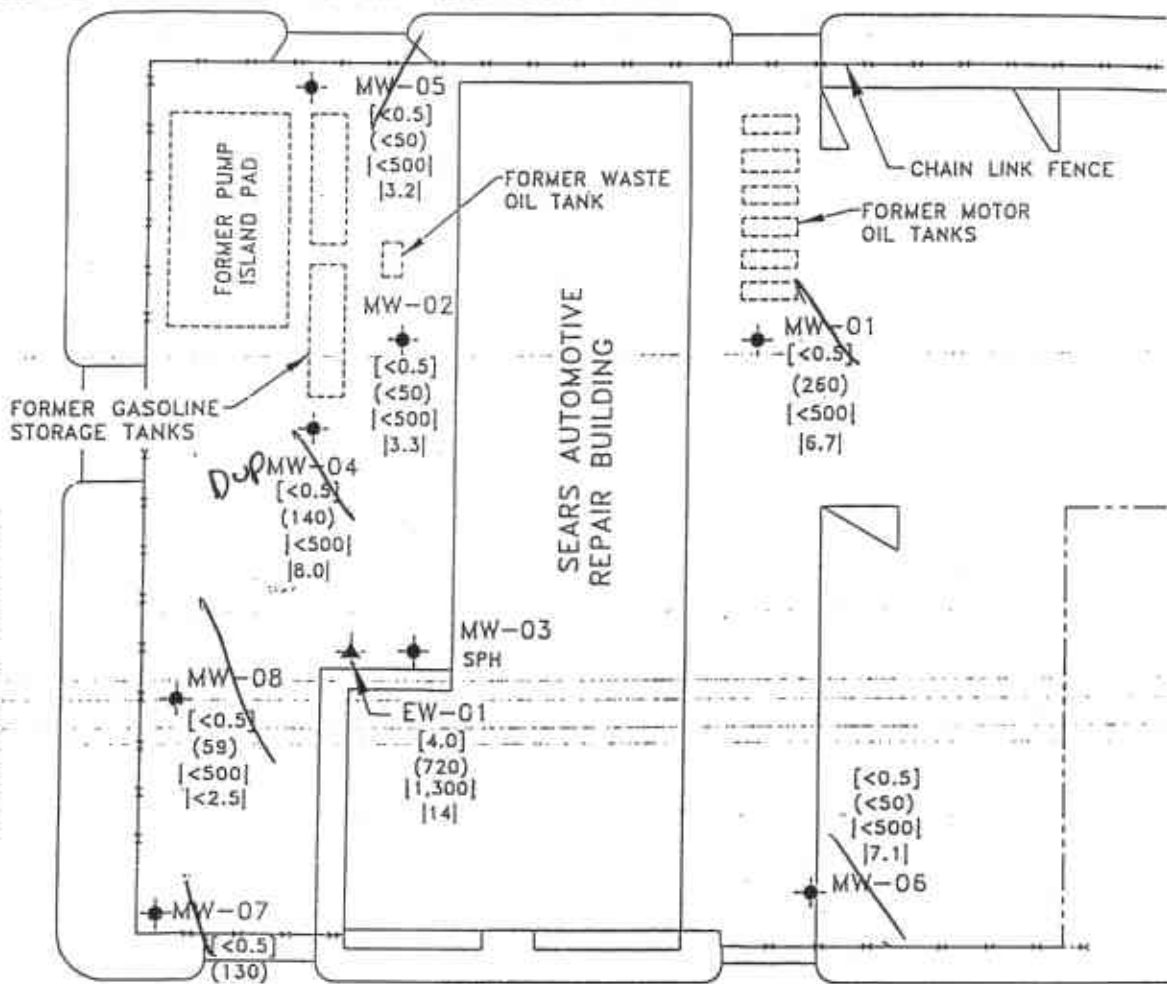 MW-05
[<0.5]
(<50)
|<500|
|3.2|
FORMER PUMP
ISLAND PAD
FORMER WASTE
OIL TANK
CHAIN LINK FENCE
FORMER MOTOR
OIL TANKS
MW-02
[<0.5]
(<50)
|<500|
|3.3|
MW-01
[<0.5]
(260)
|<500|
|6.7|
SEARS AUTOMOTIVE
REPAIR BUILDING
FORMER GASOLINE
STORAGE TANKS
DUP
MW-04
[<0.5]
(140)
|<500|
|8.0|
MW-03
SPH
MW-08
[<0.5]
(59)
|<500|
|<2.5|
EW-01
[4.0]
(720)
|1,300|
|14|
[<0.5]
(<50)
|<500|
|7.1|
MW-06
MW-07
[<0.5]
(130)